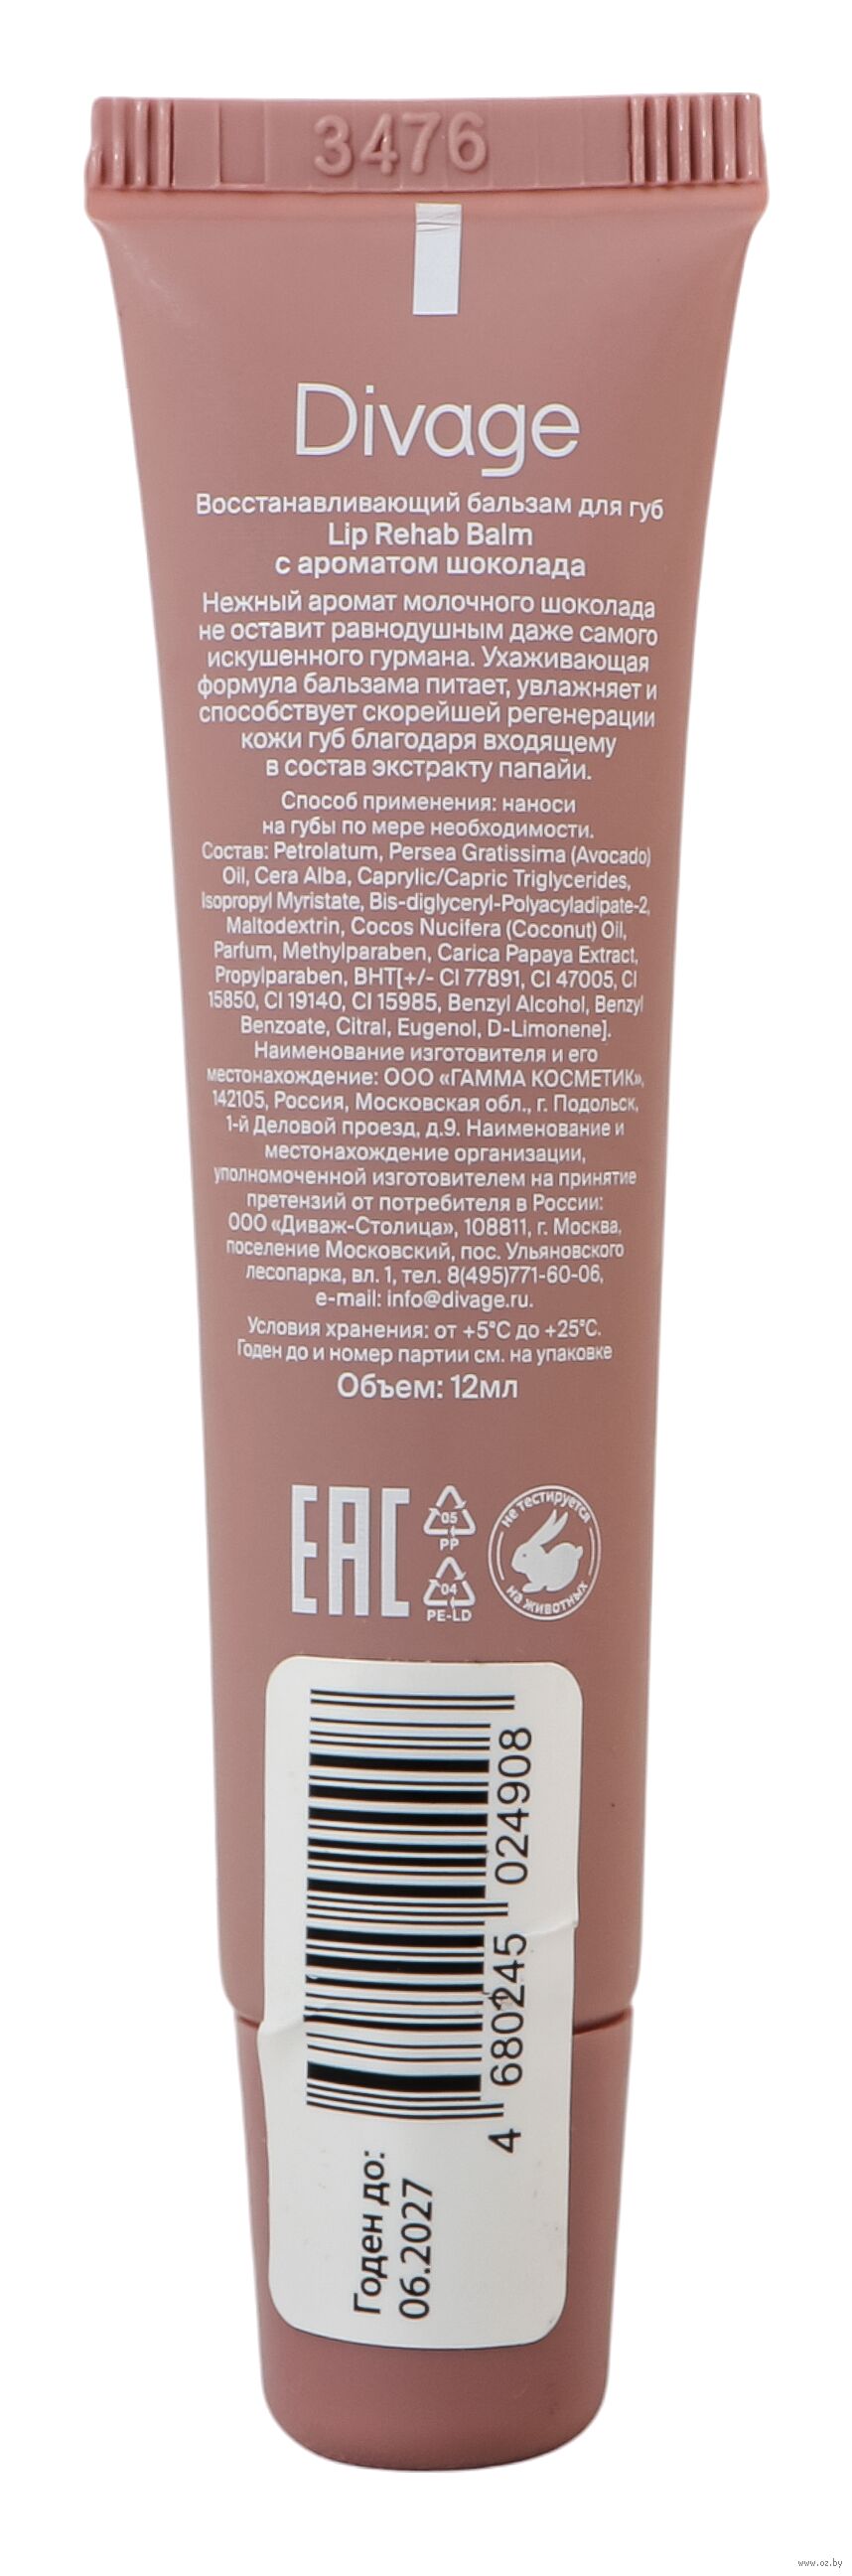 3476
Divage
Восстанавливающий бальзам для губ
Lip Rehab Balm
с ароматом шоколада
Нежный аромат молочного шоколада
не оставит равнодушным даже самого
искушенного гурмана. Ухаживающая
формула бальзама питает, увлажняет и
способствует скорейшей регенерации
кожи губ благодаря входящему
в состав экстракту папайи.
Способ применения: наноси
на губы по мере необходимости.
Состав: Petrolatum, Persea Gratissima (Avocado)
Oil, Cera Alba, Caprylic/Capric Triglycerides,
Isopropyl Myristate, Bis-diglyceryl-Polyacyladipate-2,
Maltodextrin, Cocos Nucifera (Coconut) Oil,
Parfum, Methylparaben, Carica Papaya Extract,
Propylparaben, BHT[+/- CI 77891, CI 47005, CI
15850, CI 19140, CI 15985, Benzyl Alcohol, Benzyl
Benzoate, Citral, Eugenol, D-Limonene].
Наименование изготовителя и его
местонахождение: ООО «ГАММА КОСМЕТИК»,
142105, Россия, Московская обл., г. Подольск,
1-й Деловой проезд, д.9. Наименование и
местонахождение организации,
уполномоченной изготовителем на принятие
претензий от потребителя в России:
ООО «Диваж-Столица», 108811, г. Москва,
поселение Московский, пос. Ульяновского
лесопарка, вл. 1, тел. 8(495)771-60-06,
e-mail: info@divage.ru.
Условия хранения: от +5°C до +25°C.
Годен до и номер партии см. на упаковке
Объем: 12мл
EAC
05
PP
04
PE-LD
не тестируется
на животных
4 680245 024908
Годен до:
06.2027
www.oz.by